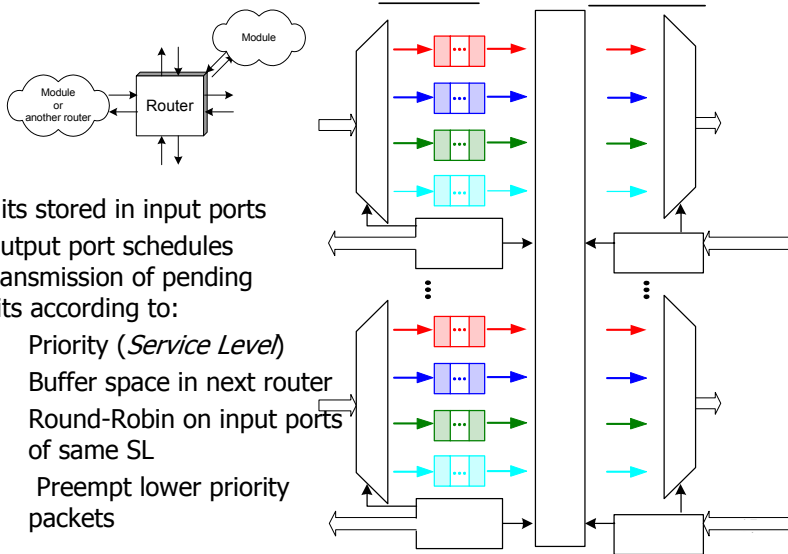 Module
Module
or
another router
Router
its stored in input ports
utput port schedules
ansmission of pending
its according to:
Priority (Service Level)
Buffer space in next router
Round-Robin on input ports
of same SL
Preempt lower priority
packets